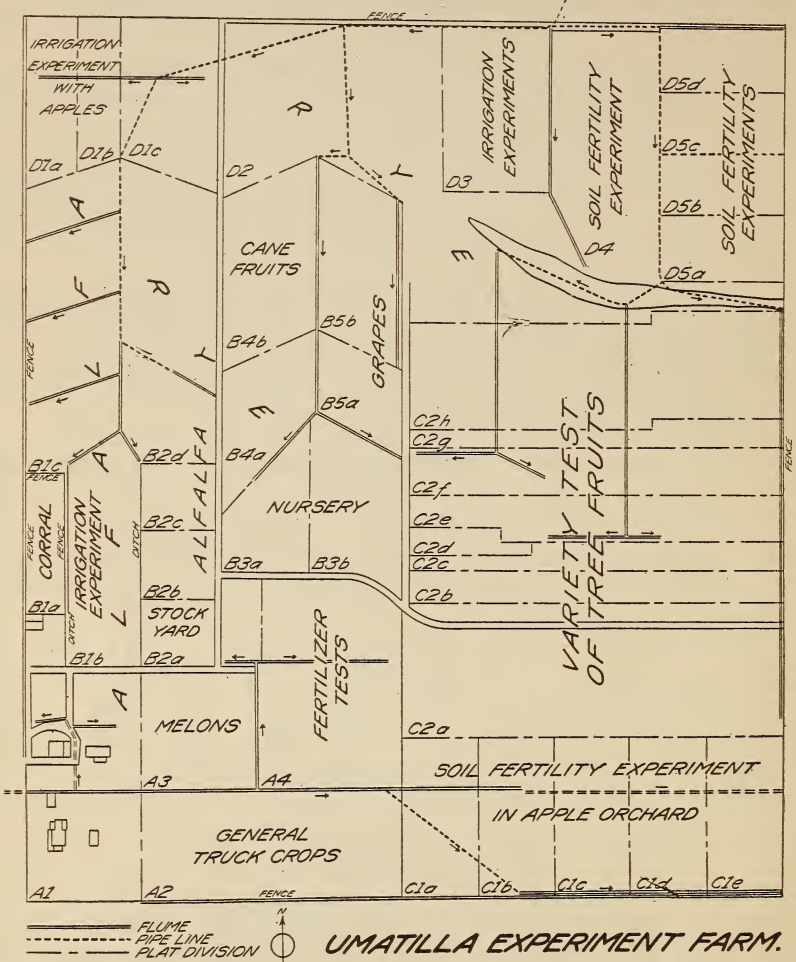 FENCE
IRRIGATION
EXPERIMENT
WITH
APPLES
D1a
D1b
D1c
D2
R
Y
E
IRRIGATION
EXPERIMENTS
D3
SOIL FERTILITY
EXPERIMENT
D4
D5d
D5c
D5b
D5a
SOIL FERTILITY
EXPERIMENTS
A
F
L
A
F
L
A
R
Y
E
FENCE
CANE
FRUITS
B4b
B5b
GRAPES
B5a
B4a
NURSERY
B3a
B3b
B1c
FENCE
B2d
ALFALFA
B2c
B2b
STOCK
YARD
B2a
CORRAL
FENCE
FENCE
B1a
IRRIGATION
EXPERIMENT
DITCH
DITCH
B1b
C2h
C2g
C2f
C2e
C2d
C2c
C2b
C2a
VARIETY TEST
OF TREE FRUITS
FENCE
FERTILIZER
TESTS
MELONS
A3
A4
SOIL FERTILITY EXPERIMENT
IN APPLE ORCHARD
GENERAL
TRUCK CROPS
A1
A2
FENCE
C1a
C1b
C1c
C1d
C1e
FLUME
PIPE LINE
PLAT DIVISION
N
UMATILLA EXPERIMENT FARM.